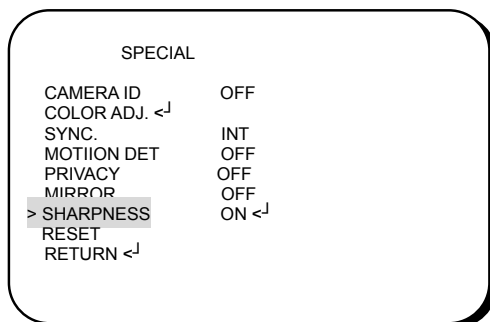 SPECIAL
CAMERA ID OFF
COLOR ADJ. <┘
SYNC. INT
MOTIION DET OFF
PRIVACY OFF
MIRROR OFF
> SHARPNESS ON <┘
RESET
RETURN <┘